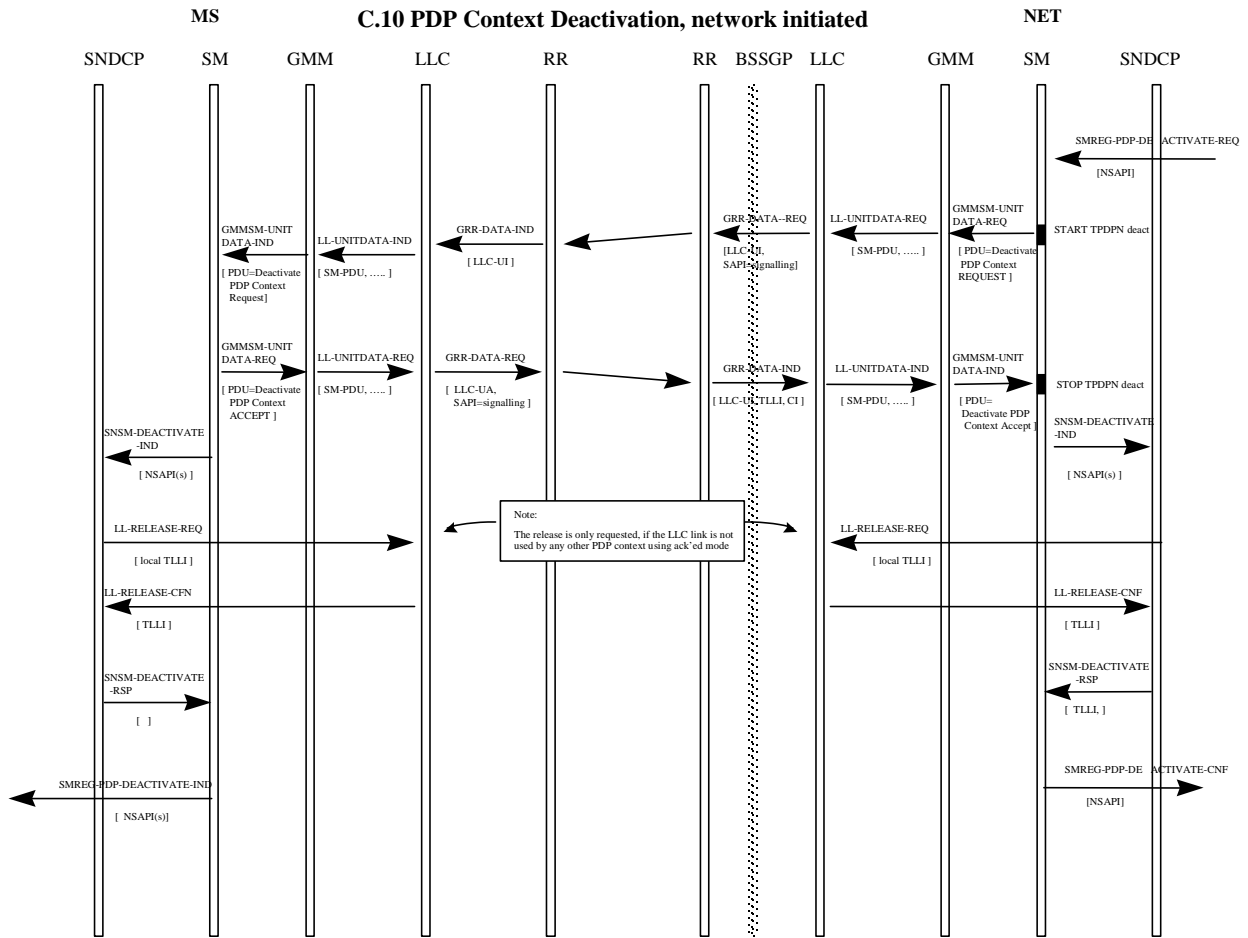 MS
C.10 PDP Context Deactivation, network initiated
NET
SNDCP
SM
GMM
LLC
RR
RR
BSSGP
LLC
GMM
SM
SNDCP
SMREG-PDP-DE ACTIVATE-REQ
[NSAPI]
GMMSM-UNIT
DATA-IND
[ PDU=Deactivate
PDP Context
Request]
LL-UNITDATA-IND
[ SM-PDU, ..... ]
GRR-DATA-IND
[ LLC-UI ]
GRR-DATA--REQ
[LLC-UI,
SAPI=signalling]
LL-UNITDATA-REQ
[ SM-PDU, ..... ]
GMMSM-UNIT
DATA-REQ
[ PDU=Deactivate
PDP Context
REQUEST ]
START TPDPN deact
GMMSM-UNIT
DATA-REQ
[ PDU=Deactivate
PDP Context
ACCEPT ]
LL-UNITDATA-REQ
[ SM-PDU, ..... ]
GRR-DATA-REQ
[ LLC-UA,
SAPI=signalling ]
GRR-DATA-IND
[ LLC-UI, TLLI, CI ]
LL-UNITDATA-IND
[ SM-PDU, ..... ]
GMMSM-UNIT
DATA-IND
[ PDU=
Deactivate PDP
Context Accept ]
STOP TPDPN deact
SNSM-DEACTIVATE
-IND
[ NSAPI(s) ]
SNSM-DEACTIVATE
-IND
[ NSAPI(s) ]
Note:
The release is only requested, if the LLC link is not
used by any other PDP context using ack'ed mode
LL-RELEASE-REQ
[ local TLLI ]
LL-RELEASE-REQ
[ local TLLI ]
LL-RELEASE-CFN
[ TLLI ]
LL-RELEASE-CNF
[ TLLI ]
SNSM-DEACTIVATE
-RSP
[ ]
SNSM-DEACTIVATE
-RSP
[ TLLI, ]
SMREG-PDP-DEACTIVATE-IND
[ NSAPI(s)]
SMREG-PDP-DE ACTIVATE-CNF
[NSAPI]